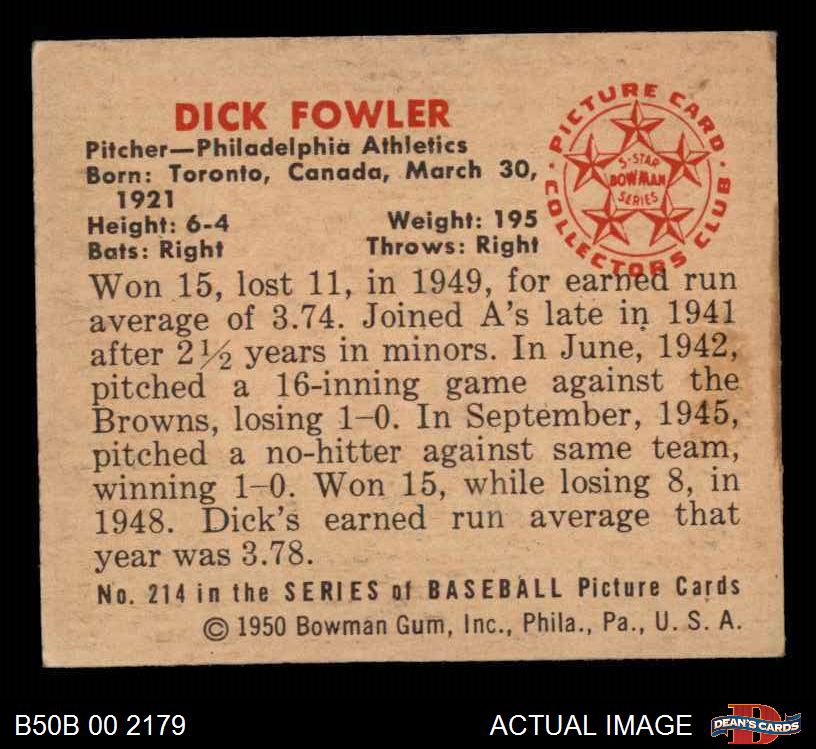 DICK FOWLER
Pitcher—Philadelphia Athletics
Born: Toronto, Canada, March 30,
1921
Height: 6-4 Weight: 195
Bats: Right Throws: Right
PICTURE CARD
COLLECTORS CLUB
5-STAR
BOWMAN
SERIES
Won 15, lost 11, in 1949, for earned run
average of 3.74. Joined A's late in 1941
after 2½ years in minors. In June, 1942,
pitched a 16-inning game against the
Browns, losing 1–0. In September, 1945,
pitched a no-hitter against same team,
winning 1–0. Won 15, while losing 8, in
1948. Dick's earned run average that
year was 3.78.
No. 214 in the SERIES of BASEBALL Picture Cards
© 1950 Bowman Gum, Inc., Phila., Pa., U. S. A.
B50B 00 2179 ACTUAL IMAGE
D
DEAN'S CARDS